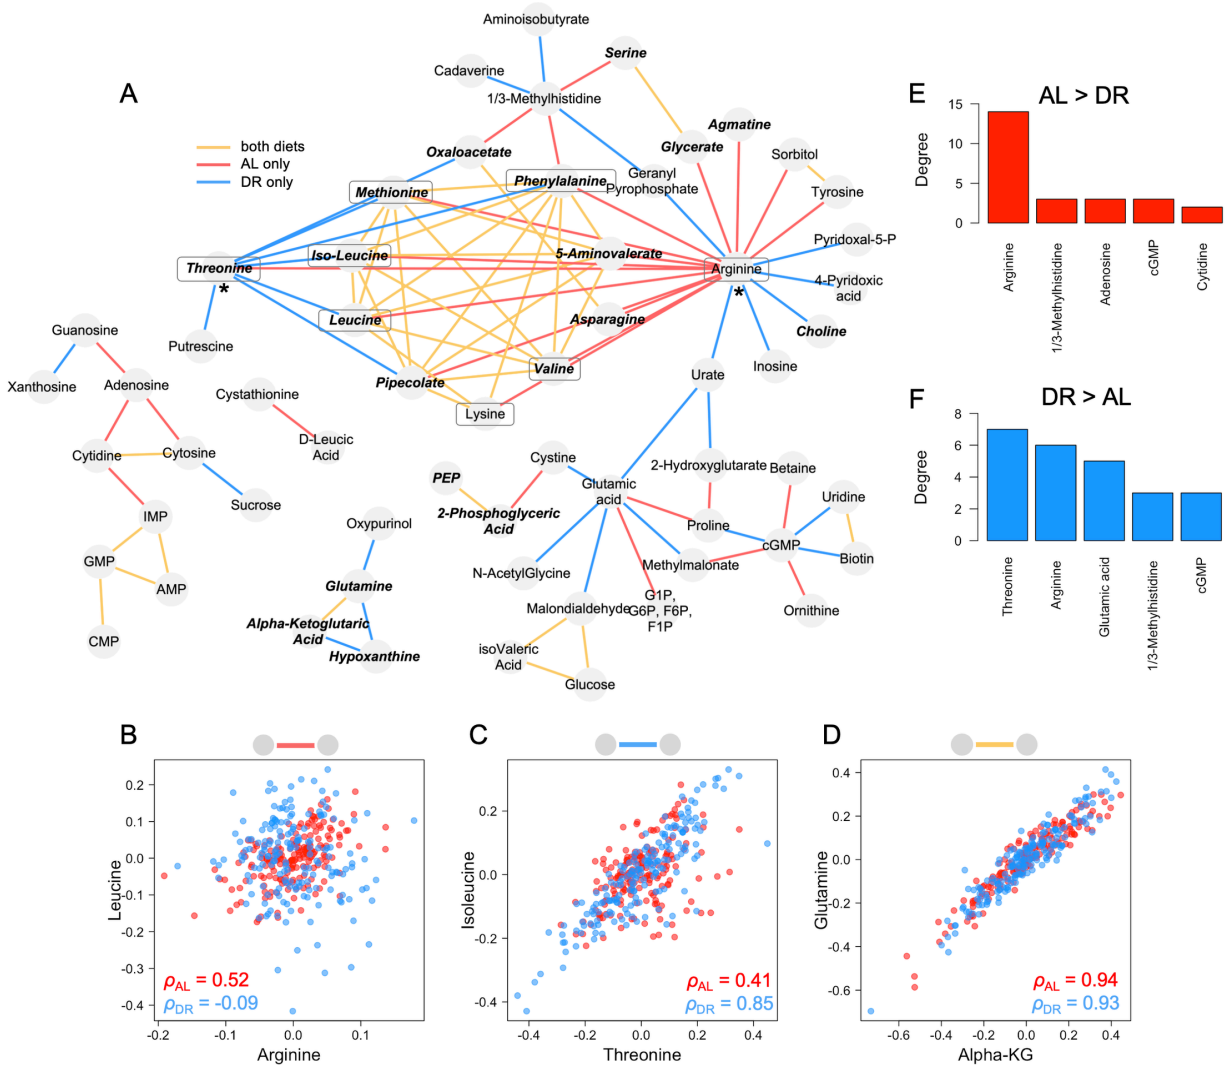 A
both diets
AL only
DR only
Aminoisobutyrate
Serine
Cadaverine
1/3-Methylhistidine
Agmatine
Oxaloacetate
Glycerate
Sorbitol
Phenylalanine
Geranyl
Pyrophosphate
Methionine
Tyrosine
Pyridoxal-5-P
Iso-Leucine
5-Aminovalerate
Threonine
*
Arginine
*
4-Pyridoxic
acid
Leucine
Asparagine
Choline
Guanosine
Putrescine
Valine
Inosine
Urate
Xanthosine
Adenosine
Cystathionine
Pipecolate
Lysine
D-Leucic
Acid
Cytidine
Cytosine
Cystine
2-Hydroxyglutarate
Betaine
PEP
Glutamic
acid
Uridine
Sucrose
2-Phosphoglyceric
Acid
IMP
Oxypurinol
Proline
cGMP
Biotin
GMP
N-AcetylGlycine
Methylmalonate
AMP
Glutamine
G1P,
G6P, F6P,
F1P
Malondialdehyde
Ornithine
Alpha-Ketoglutaric
Acid
CMP
Hypoxanthine
isoValeric
Acid
Glucose
E
AL > DR
Degree
15
10
5
0
Arginine
1/3-Methylhistidine
Adenosine
cGMP
Cytidine
F
DR > AL
Degree
8
6
4
2
0
Threonine
Arginine
Glutamic acid
1/3-Methylhistidine
cGMP
B
Leucine
0.2
0.1
0.0
-0.1
-0.2
-0.3
-0.4
ρAL = 0.52
ρDR = -0.09
-0.2
-0.1
0.0
0.1
Arginine
C
Isoleucine
0.2
0.0
-0.2
-0.4
ρAL = 0.41
ρDR = 0.85
-0.4
-0.2
0.0
0.2
0.4
Threonine
D
Glutamine
0.4
0.2
0.0
-0.2
-0.4
-0.6
ρAL = 0.94
ρDR = 0.93
-0.6
-0.4
-0.2
0.0
0.2
0.4
Alpha-KG